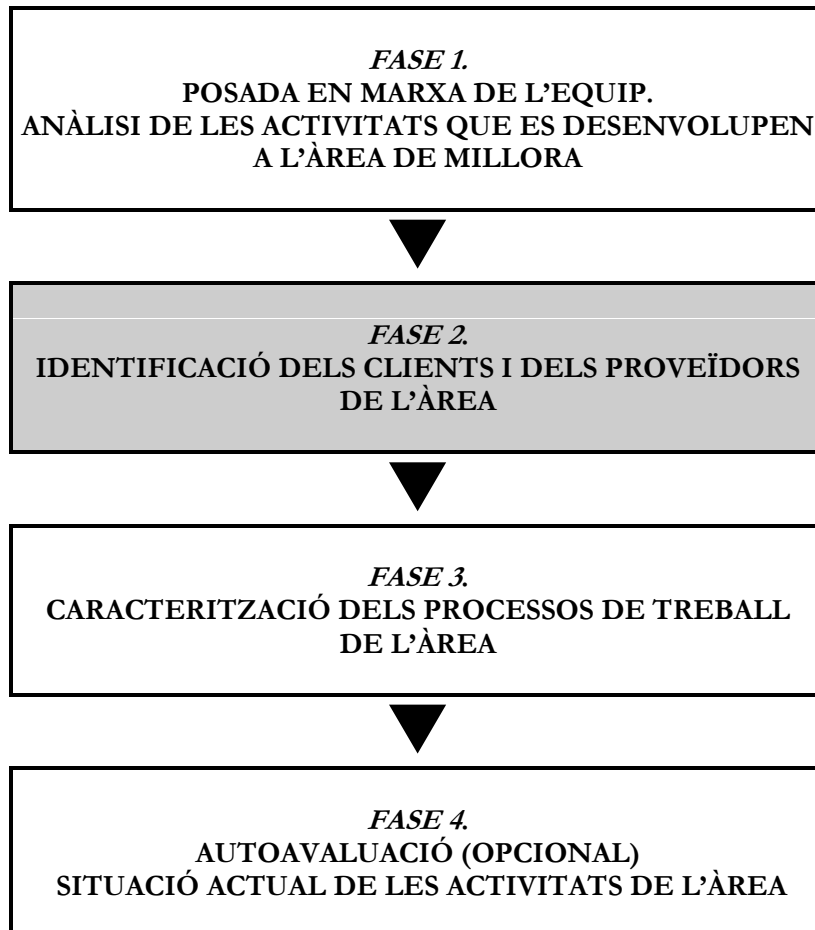 FASE 1.
POSADA EN MARXA DE L'EQUIP.
ANÀLISI DE LES ACTIVITATS QUE ES DESENVOLUPEN
A L'ÀREA DE MILLORA
FASE 2.
IDENTIFICACIÓ DELS CLIENTS I DELS PROVEÏDORS
DE L'ÀREA
FASE 3.
CARACTERITZACIÓ DELS PROCESSOS DE TREBALL
DE L'ÀREA
FASE 4.
AUTOAVALUACIÓ (OPCIONAL)
SITUACIÓ ACTUAL DE LES ACTIVITATS DE L'ÀREA